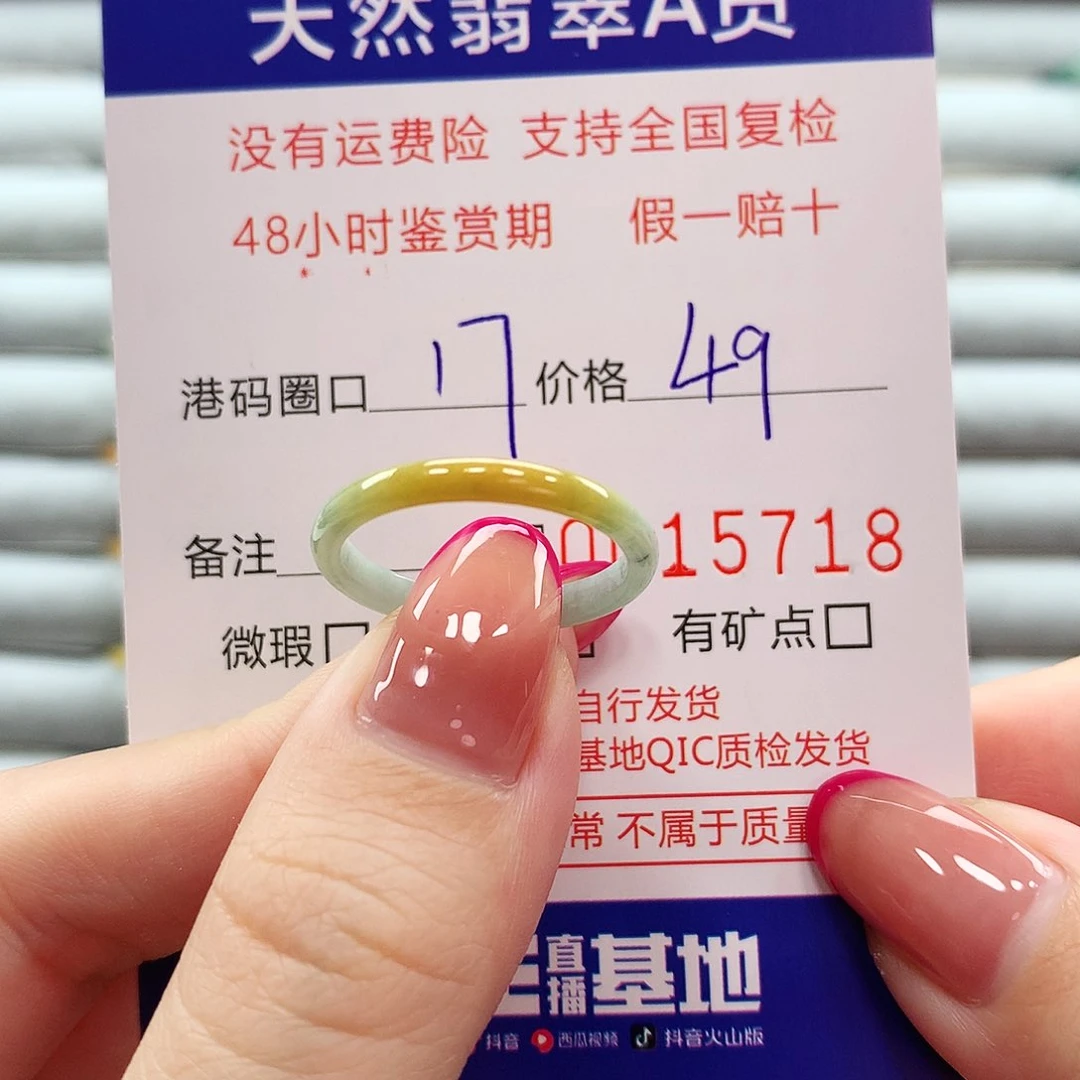 天然翡翠A货
没有运费险 支持全国复检
48小时鉴赏期 假一赔十
港码圈口 17 价格 49
备注 15718
微瑕□ 有矿点□
自行发货
基地QIC质检发货
常 不属于质量
直播基地
抖音 西瓜视频 抖音火山版